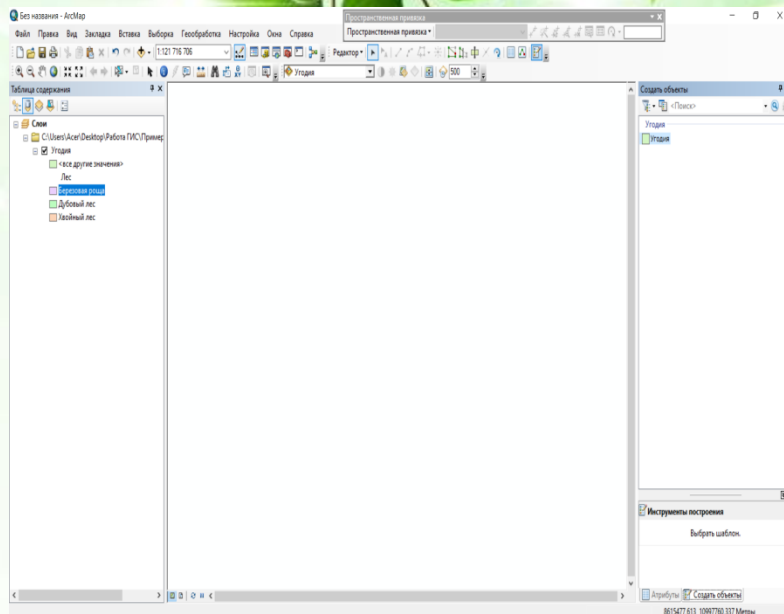 Без названия - ArcMap
Файл Правка Вид Закладка Вставка Выборка Геообработка Настройка Окна Справка
Пространственная привязка
Пространственная привязка
1:121 716 706
Редактор
Угодия
500
Таблица содержания
Слои
C:\Users\Acer\Desktop\Работа ГИС\Пример
Угодия
<все другие значения>
Лес
Березовая роща
Дубовый лес
Хвойный лес
Создать объекты
<Поиск>
Угодия
Угодия
Инструменты построения
Выбрать шаблон.
Атрибуты Создать объекты
8615477,613 10997760,337 Метры